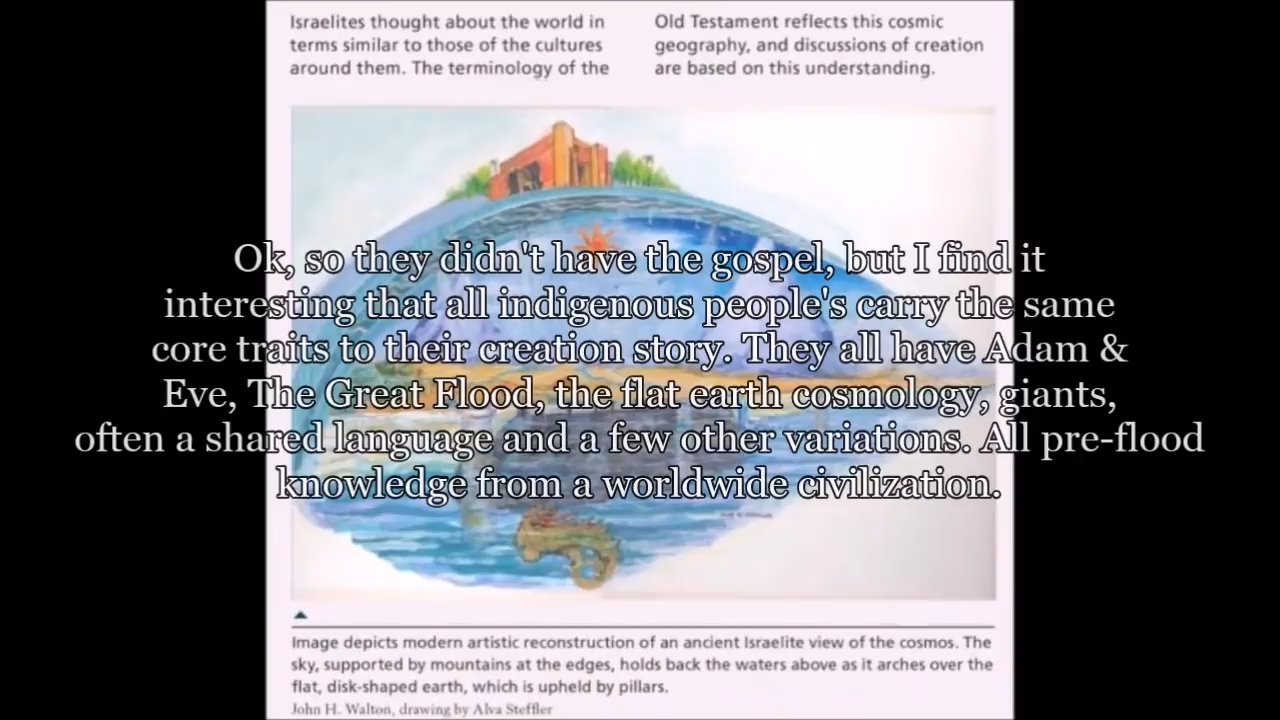 Israelites thought about the world in
terms similar to those of the cultures
around them. The terminology of the
Old Testament reflects this cosmic
geography, and discussions of creation
are based on this understanding.
Ok, so they didn't have the gospel, but I find it
interesting that all indigenous people's carry the same
core traits to their creation story. They all have Adam &
Eve, The Great Flood, the flat earth cosmology, giants,
often a shared language and a few other variations. All pre-flood
knowledge from a worldwide civilization.
Image depicts modern artistic reconstruction of an ancient Israelite view of the cosmos. The
sky, supported by mountains at the edges, holds back the waters above as it arches over the
flat, disk-shaped earth, which is upheld by pillars.
John H. Walton, drawing by Alva Steffler